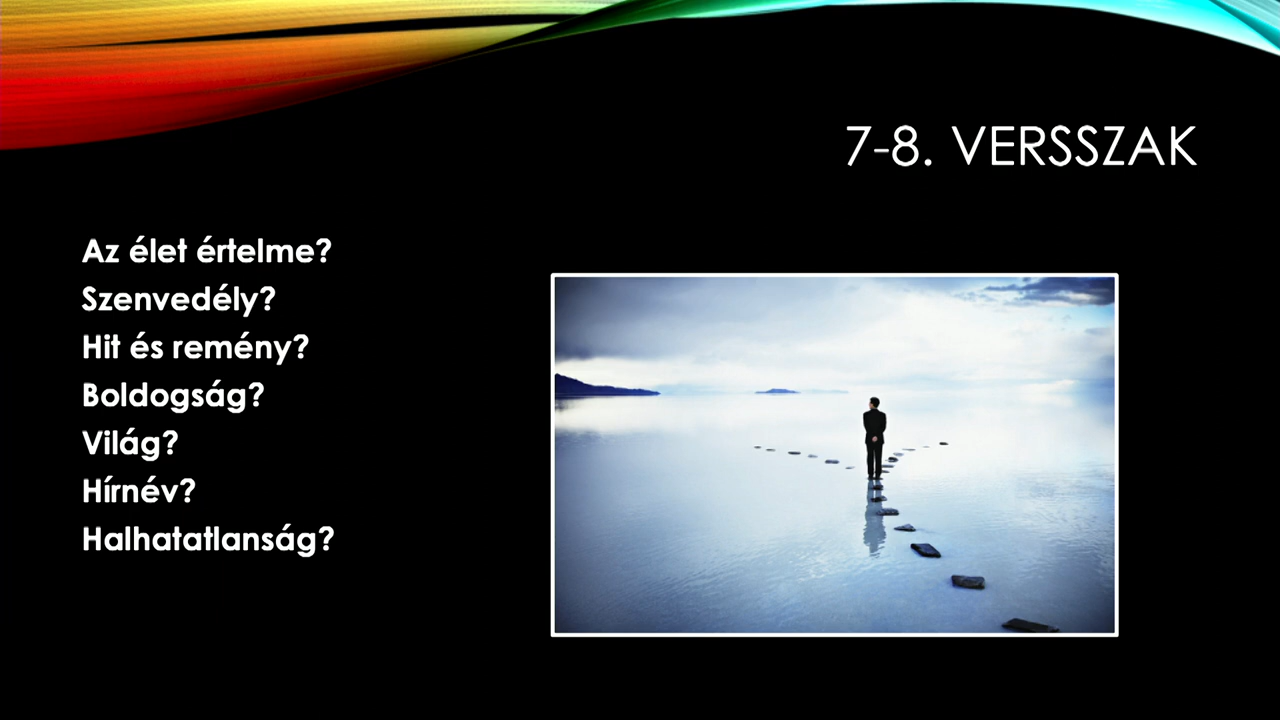 7-8. VERSSZAK
Az élet értelme?
Szenvedély?
Hit és remény?
Boldogság?
Világ?
Hírnév?
Halhatatlanság?